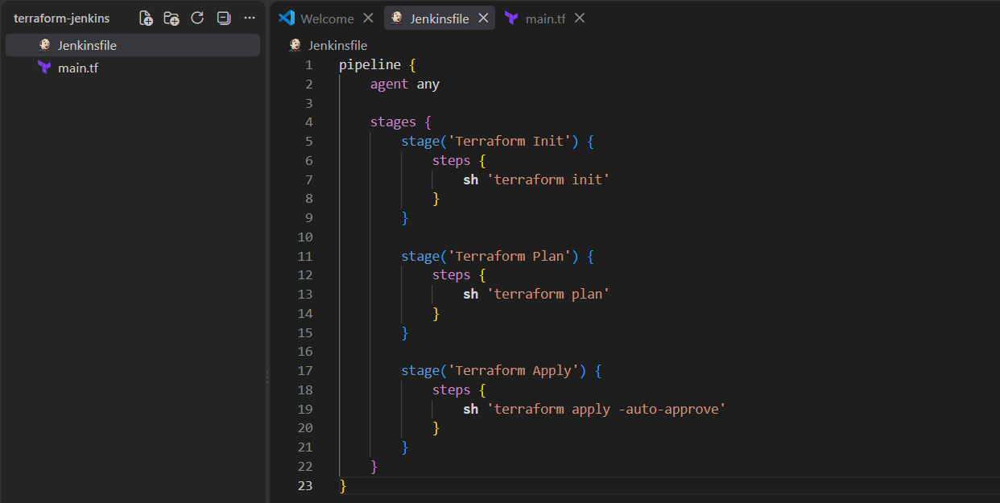 terraform-jenkins
Jenkinsfile
main.tf
Welcome Jenkinsfile main.tf
Jenkinsfile
1 pipeline {
2     agent any
3
4     stages {
5         stage('Terraform Init') {
6             steps {
7                 sh 'terraform init'
8             }
9         }
10
11         stage('Terraform Plan') {
12             steps {
13                 sh 'terraform plan'
14             }
15         }
16
17         stage('Terraform Apply') {
18             steps {
19                 sh 'terraform apply -auto-approve'
20             }
21         }
22     }
23 }